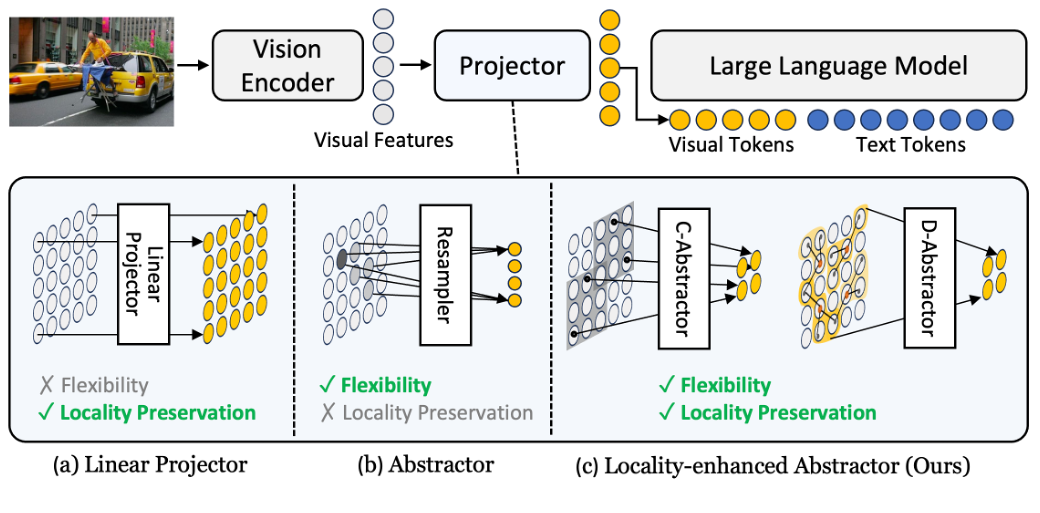 Vision
Encoder
Projector
Large Language Model
Visual Features
Visual Tokens
Text Tokens
Linear
Projector
Resampler
C-Abstractor
D-Abstractor
✗ Flexibility
✓ Locality Preservation
✓ Flexibility
✗ Locality Preservation
✓ Flexibility
✓ Locality Preservation
(a) Linear Projector
(b) Abstractor
(c) Locality-enhanced Abstractor (Ours)